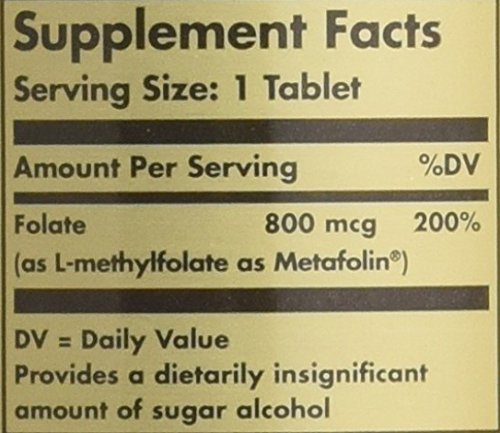 Supplement Facts
Serving Size: 1 Tablet
Amount Per Serving %DV
Folate 800 mcg 200%
(as L-methylfolate as Metafolin®)
DV = Daily Value
Provides a dietarily insignificant
amount of sugar alcohol